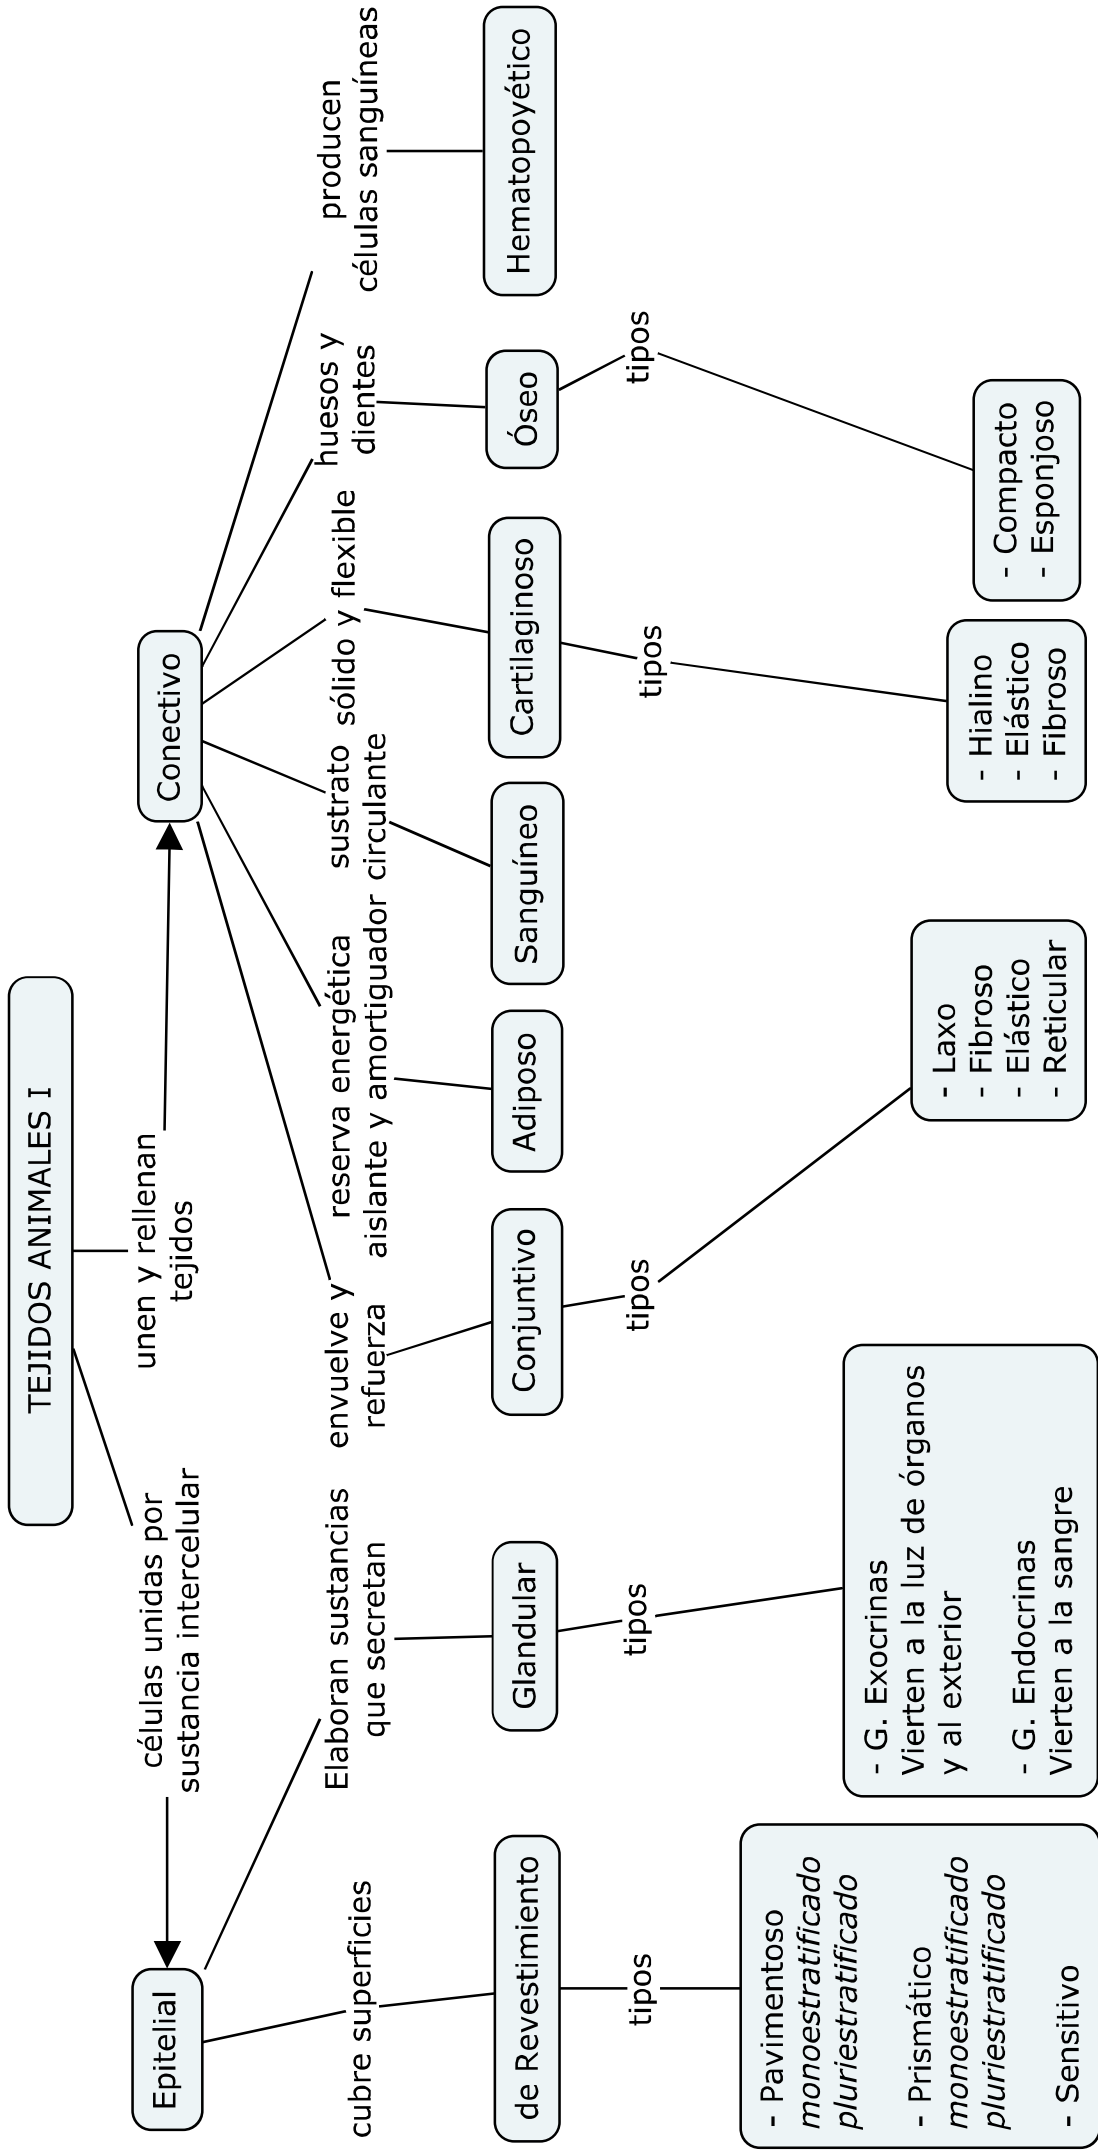 TEJIDOS ANIMALES I
células unidas por
sustancia intercelular
unen y rellenan
tejidos
Epitelial
Conectivo
cubre superficies
Elaboran sustancias
que secretan
envuelve y
refuerza
reserva energética
aislante y amortiguador
sustrato
circulante
sólido y flexible
huesos y
dientes
producen
células sanguíneas
de Revestimiento
Glandular
Conjuntivo
Adiposo
Sanguíneo
Cartilaginoso
Óseo
Hematopoyético
tipos
tipos
tipos
tipos
tipos
- Pavimentoso
monoestratificado
pluriestratificado
- Prismático
monoestratificado
pluriestratificado
- Sensitivo
- G. Exocrinas
Vierten a la luz de órganos
y al exterior
- G. Endocrinas
Vierten a la sangre
- Laxo
- Fibroso
- Elástico
- Reticular
- Hialino
- Elástico
- Fibroso
- Compacto
- Esponjoso